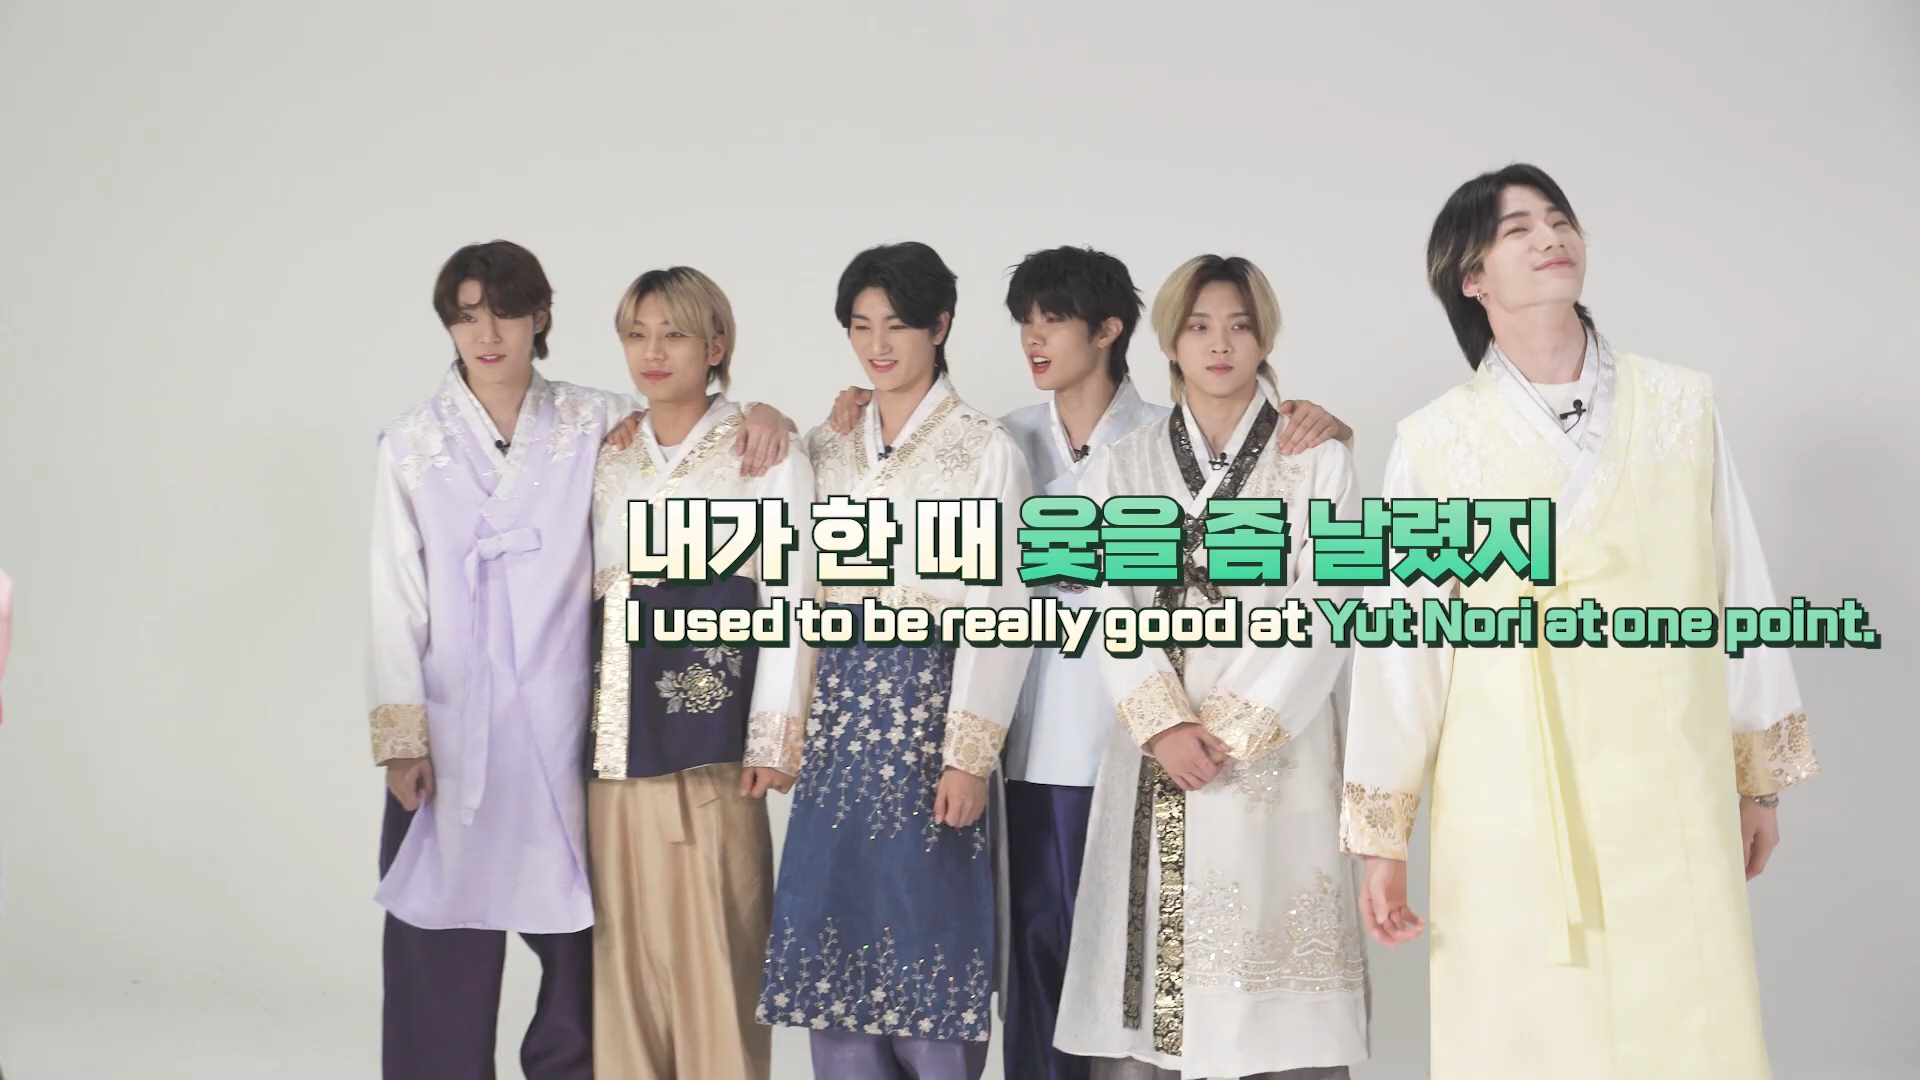 내가 한 때 윷을 좀 날렸지
I used to be really good at Yut Nori at one point.